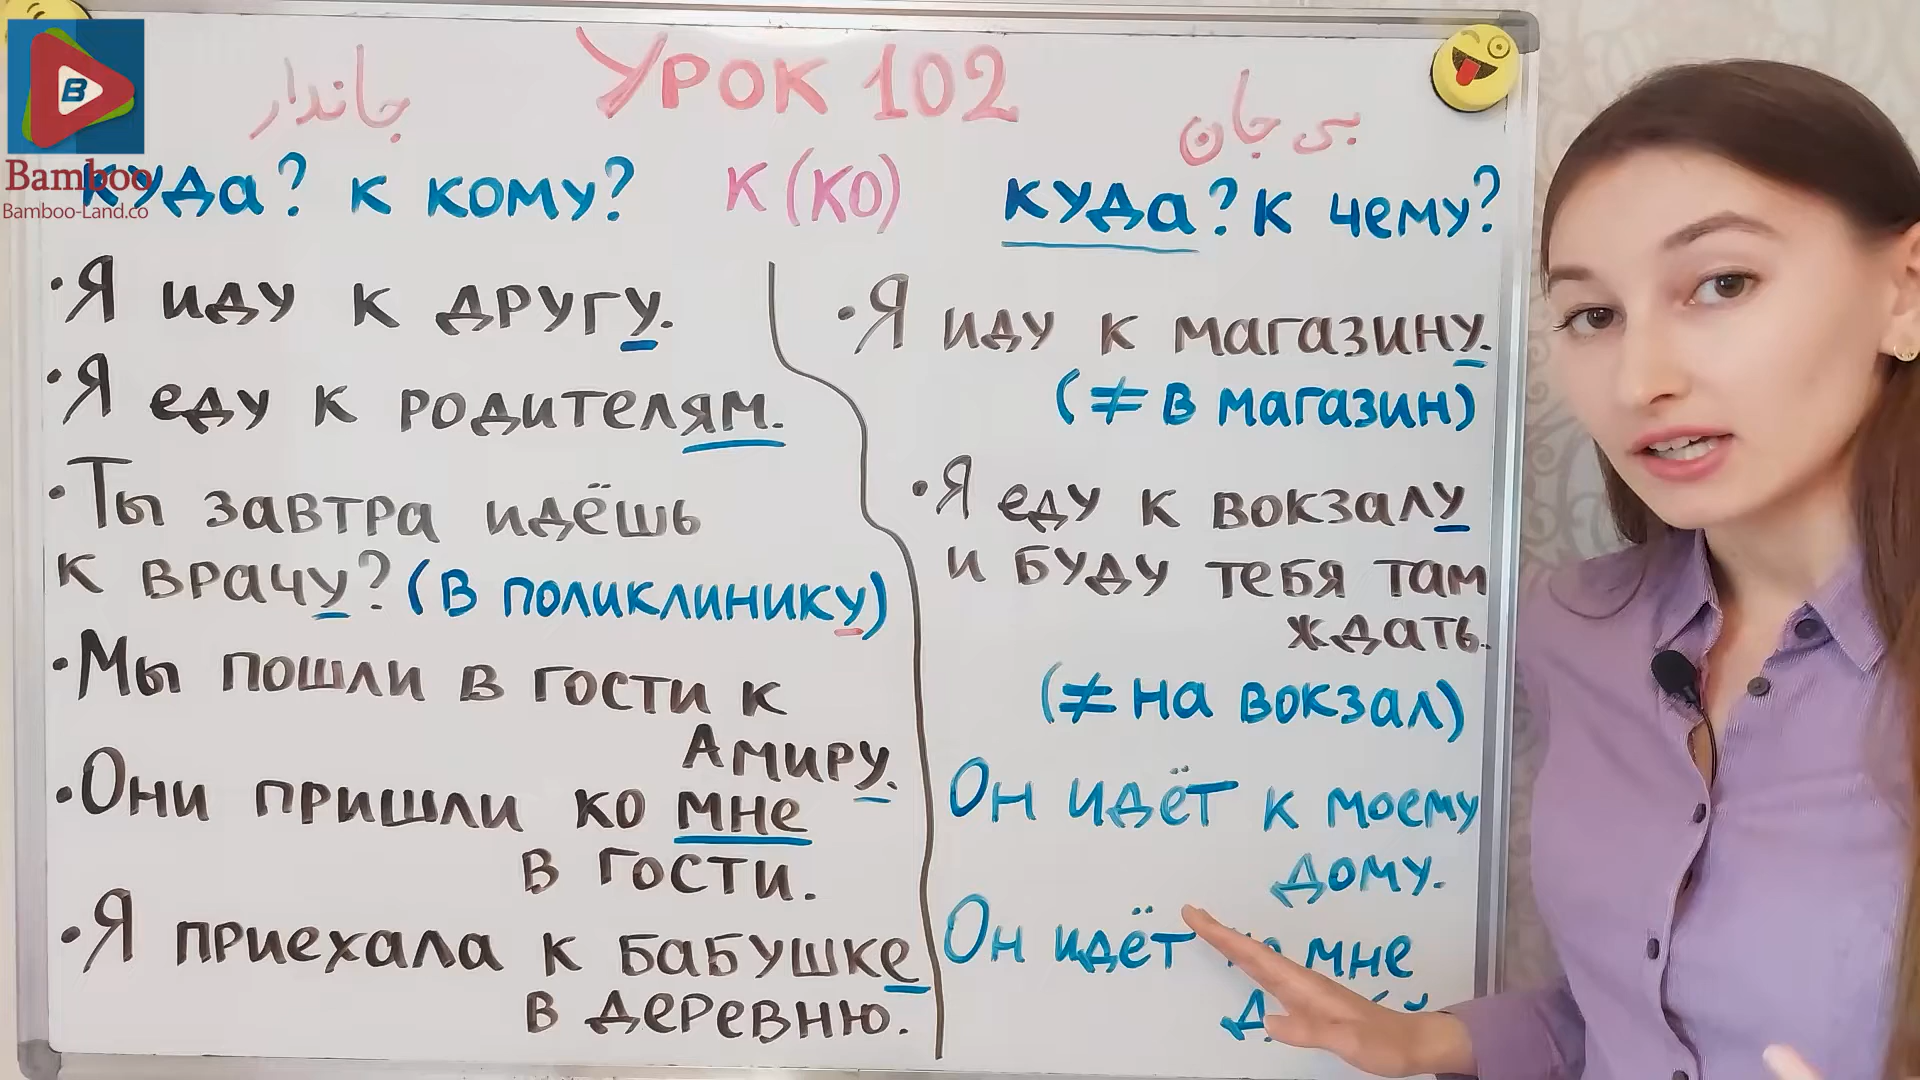 B
Bamboo
Bamboo-Land.co
جاندار
Урок 102
بی جان
куда? к кому?
к (ко)
куда? к чему?
• Я иду к другу.
• Я еду к родителям.
• Ты завтра идёшь
к врачу? (в поликлинику)
• Мы пошли в гости к
Амиру.
• Они пришли ко мне
в гости.
• Я приехала к бабушке
в деревню.
• Я иду к магазину.
(≠ в магазин)
• Я еду к вокзалу
и буду тебя там
ждать.
(≠ на вокзал)
Он идёт к моему
дому.
Он идёт мне